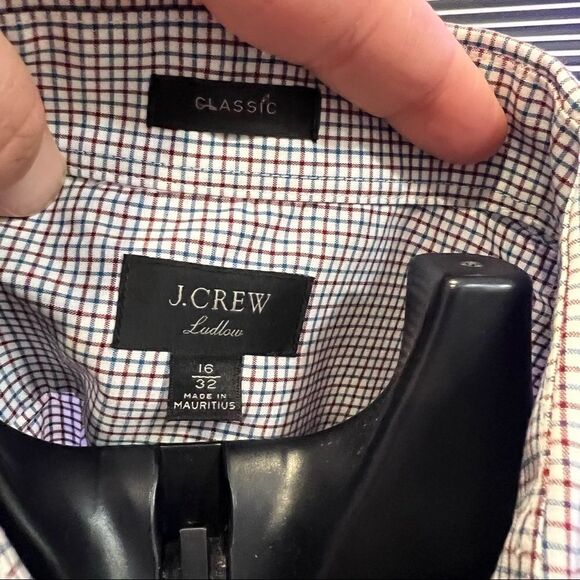 CLASSIC
J.CREW
Ludlow
16
32
MADE IN
MAURITIUS